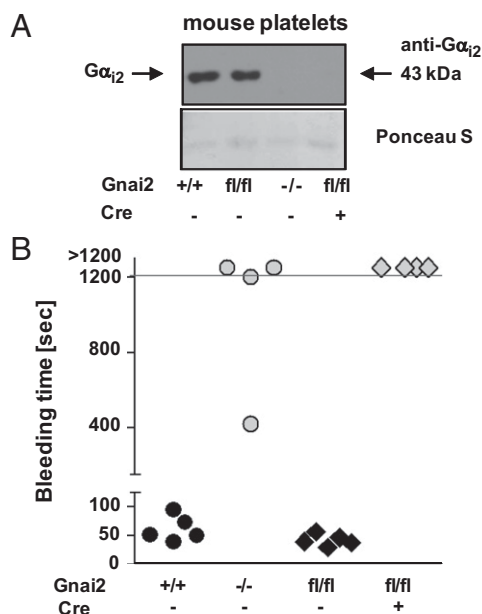 A
mouse platelets
Gαi2
anti-Gαi2
43 kDa
Ponceau S
Gnai2 +/+ fl/fl -/- fl/fl
Cre - - - +
B
Bleeding time [sec]
>1200
1200
800
400
100
50
0
Gnai2 +/+ -/- fl/fl fl/fl
Cre - - - +